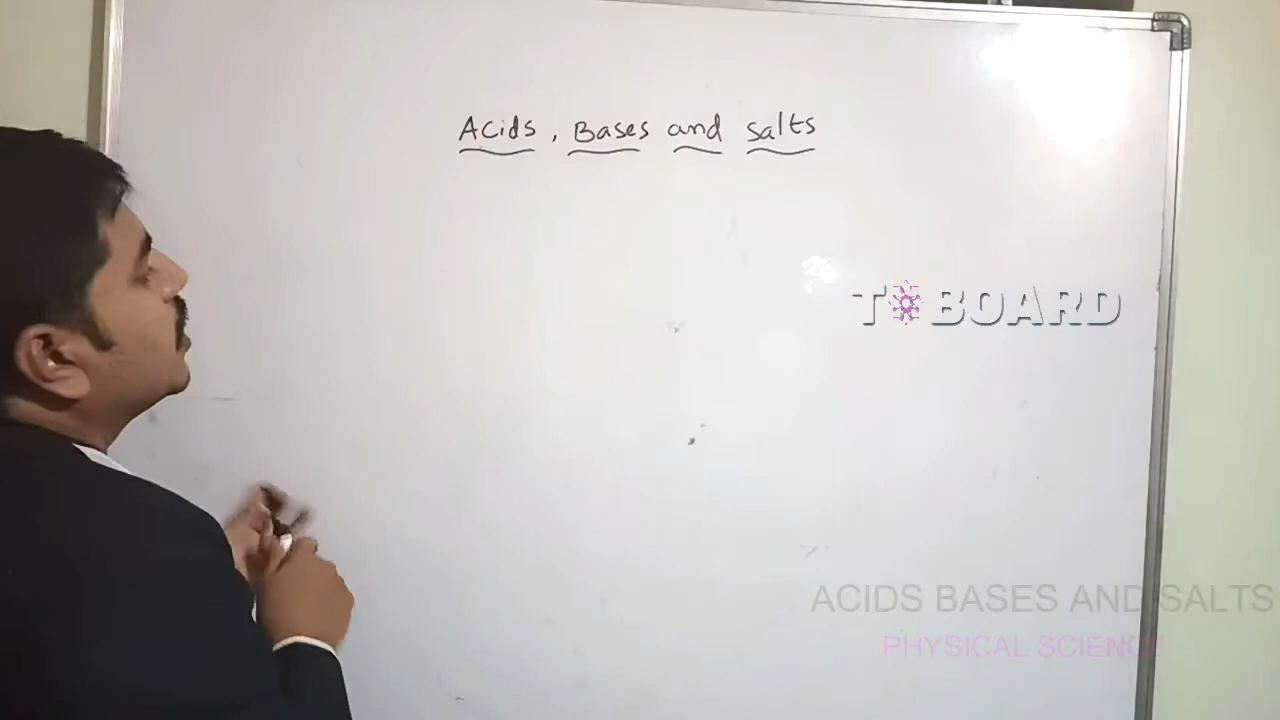 Acids, Bases and salts
T BOARD
ACIDS BASES AND SALTS
PHYSICAL SCIENCE